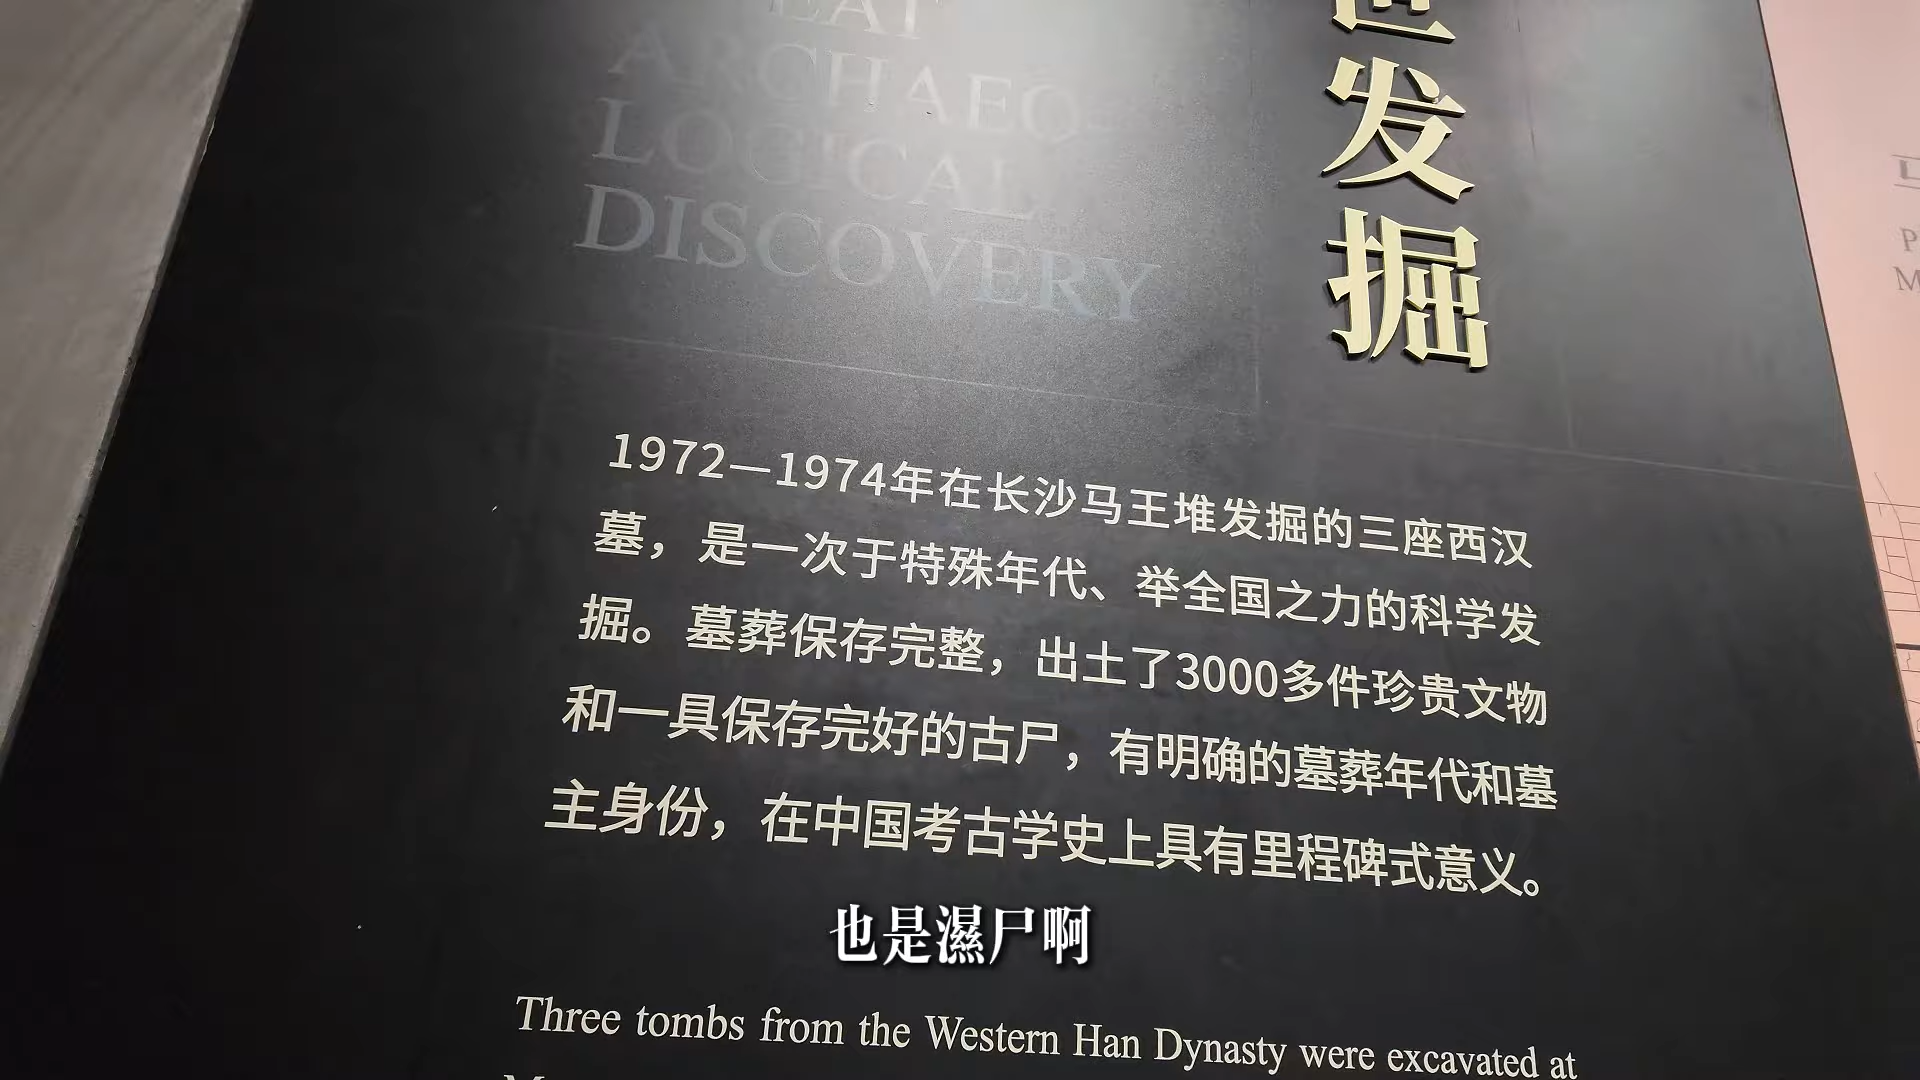 ARCHAEO-
LOGICAL
DISCOVERY
发掘
1972—1974年在长沙马王堆发掘的三座西汉
墓，是一次于特殊年代、举全国之力的科学发
掘。墓葬保存完整，出土了3000多件珍贵文物
和一具保存完好的古尸，有明确的墓葬年代和墓
主身份，在中国考古学史上具有里程碑式意义。
也是濕尸啊
Three tombs from the Western Han Dynasty were excavated at